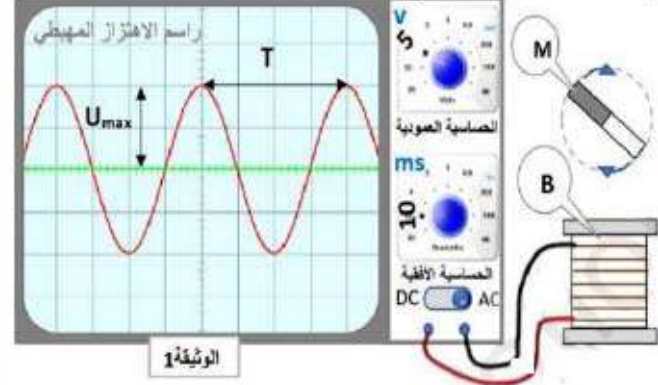 راسم الاهتزاز المهبطي
T
Umax
v
5
الحساسية العمودية
ms
10
الحساسية الأفقية
DC
AC
M
B
الوثيقة1